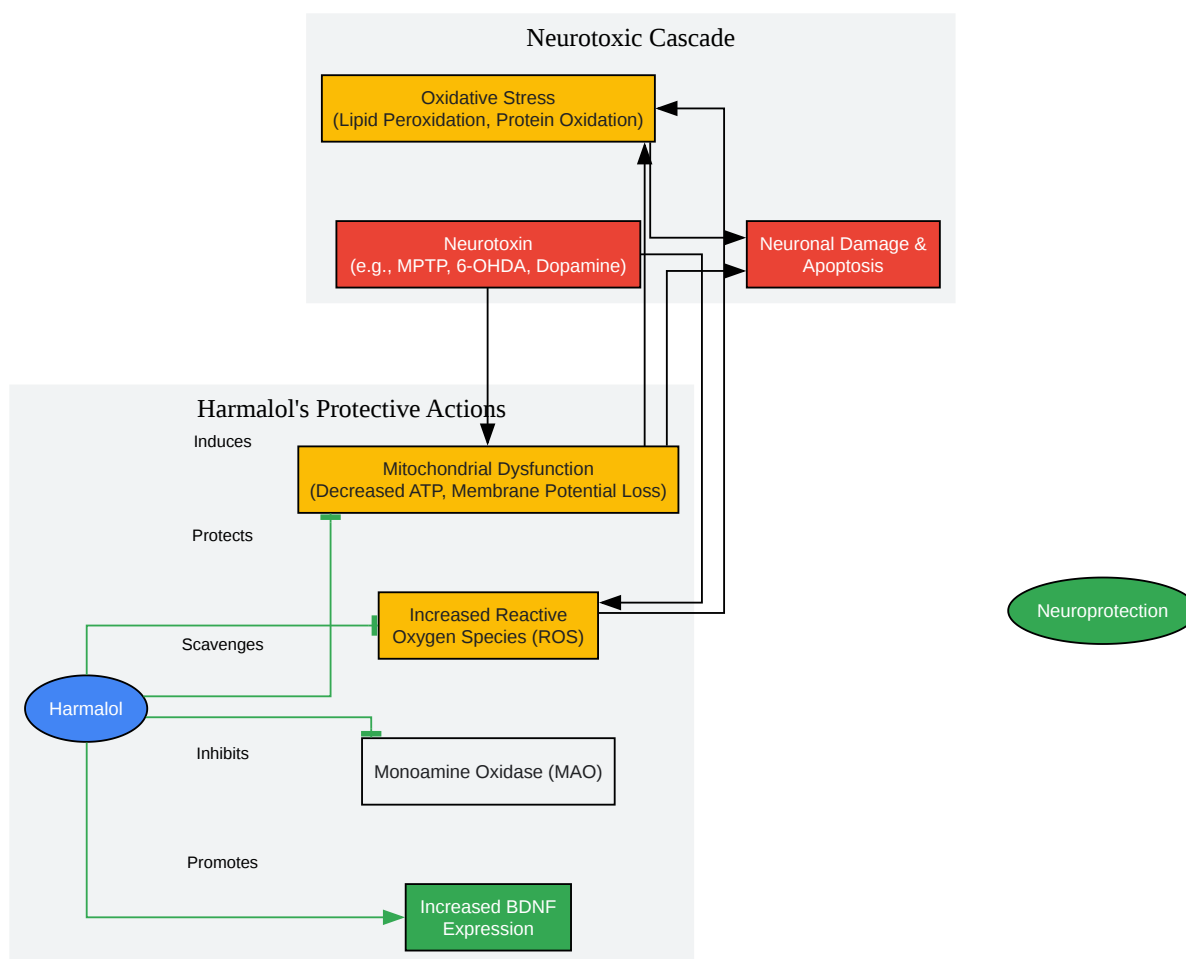 Neurotoxic Cascade
Oxidative Stress
(Lipid Peroxidation, Protein Oxidation)
Neurotoxin
(e.g., MPTP, 6-OHDA, Dopamine)
Neuronal Damage &
Apoptosis
Harmalol's Protective Actions
Induces
Mitochondrial Dysfunction
(Decreased ATP, Membrane Potential Loss)
Protects
Increased Reactive
Oxygen Species (ROS)
Neuroprotection
Scavenges
Harmalol
Inhibits
Monoamine Oxidase (MAO)
Promotes
Increased BDNF
Expression